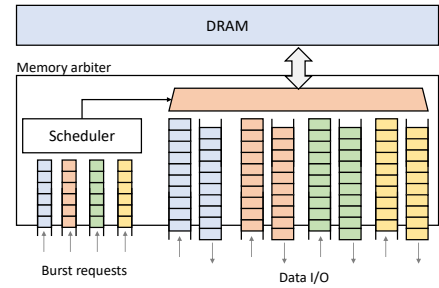 DRAM
Memory arbiter
Scheduler
Burst requests
Data I/O